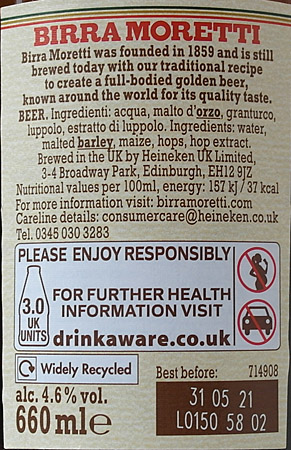 BIRRA MORETTI
Birra Moretti was founded in 1859 and is still
brewed today with our traditional recipe
to create a full-bodied golden beer,
known around the world for its quality taste.
BEER. Ingredienti: acqua, malto d'orzo, granturco,
luppolo, estratto di luppolo. Ingredients: water,
malted barley, maize, hops, hop extract.
Brewed in the UK by Heineken UK Limited,
3-4 Broadway Park, Edinburgh, EH12 9JZ
Nutritional values per 100ml, energy: 157 kJ / 37 kcal
For more information visit: birramoretti.com
Careline details: consumercare@heineken.co.uk
Tel. 0345 030 3283
PLEASE ENJOY RESPONSIBLY
3.0
UK
UNITS
FOR FURTHER HEALTH
INFORMATION VISIT
drinkaware.co.uk
Widely Recycled
alc. 4.6% vol.
660 ml e
Best before: 714908
31 05 21
L0150 58 02